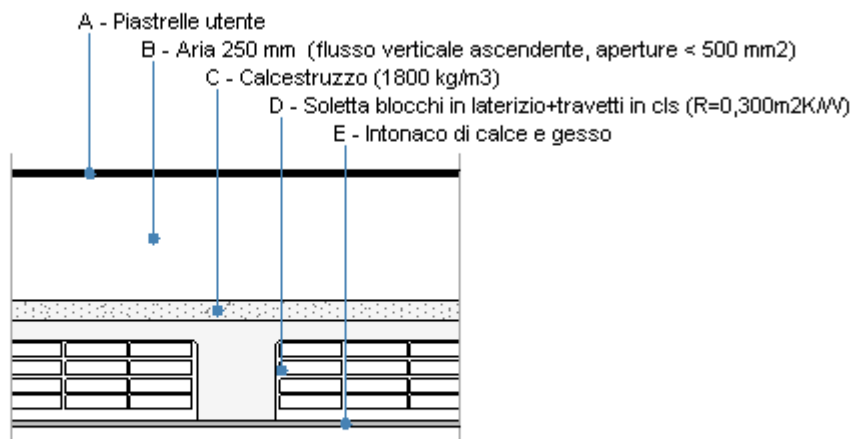 A - Piastrelle utente
B - Aria 250 mm (flusso verticale ascendente, aperture < 500 mm2)
C - Calcestruzzo (1800 kg/m3)
D - Soletta blocchi in laterizio+travetti in cls (R=0,300m2K/W)
E - Intonaco di calce e gesso